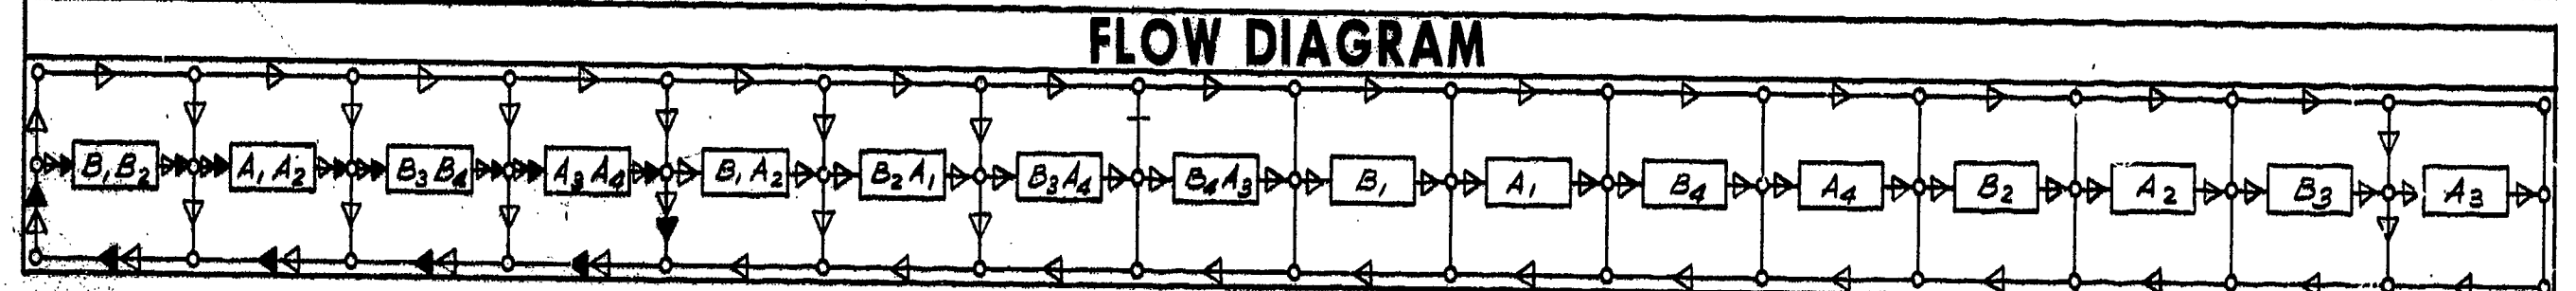 FLOW DIAGRAM
B₁B₂ A₁A₂ B₃B₄ A₃A₄ B₁A₂ B₂A₁ B₃A₄ B₄A₃ B₁ A₁ B₄ A₄ B₂ A₂ B₃ A₃